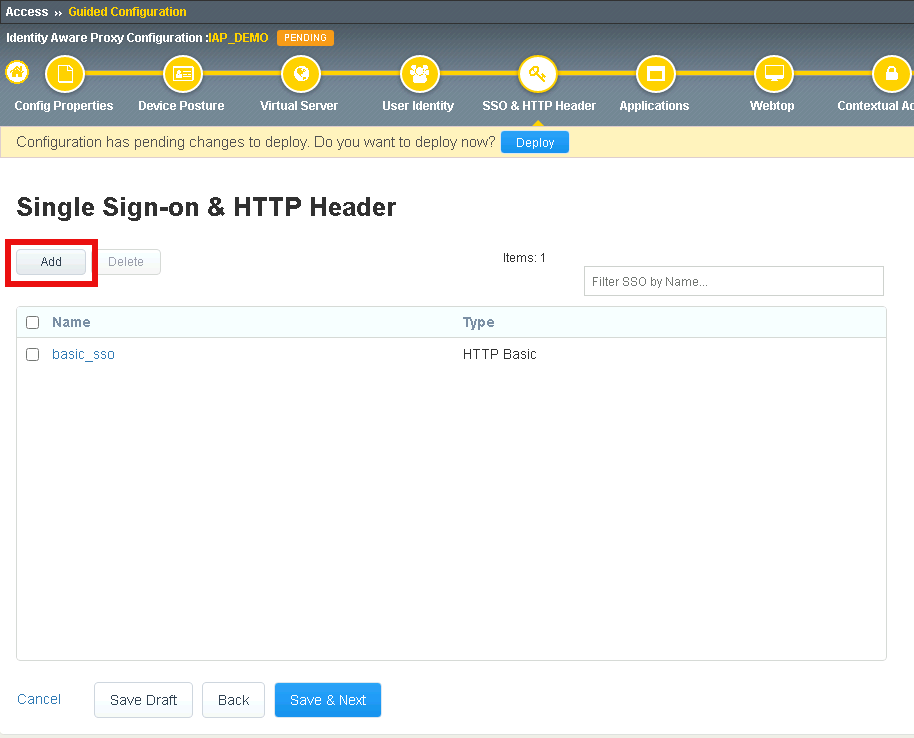 Access ›› Guided Configuration
Identity Aware Proxy Configuration :IAP_DEMO PENDING
Config Properties Device Posture Virtual Server User Identity SSO & HTTP Header Applications Webtop Contextual Ac
Configuration has pending changes to deploy. Do you want to deploy now? Deploy
Single Sign-on & HTTP Header
Add Delete Items: 1
Filter SSO by Name...
Name Type
basic_sso HTTP Basic
Cancel Save Draft Back Save & Next